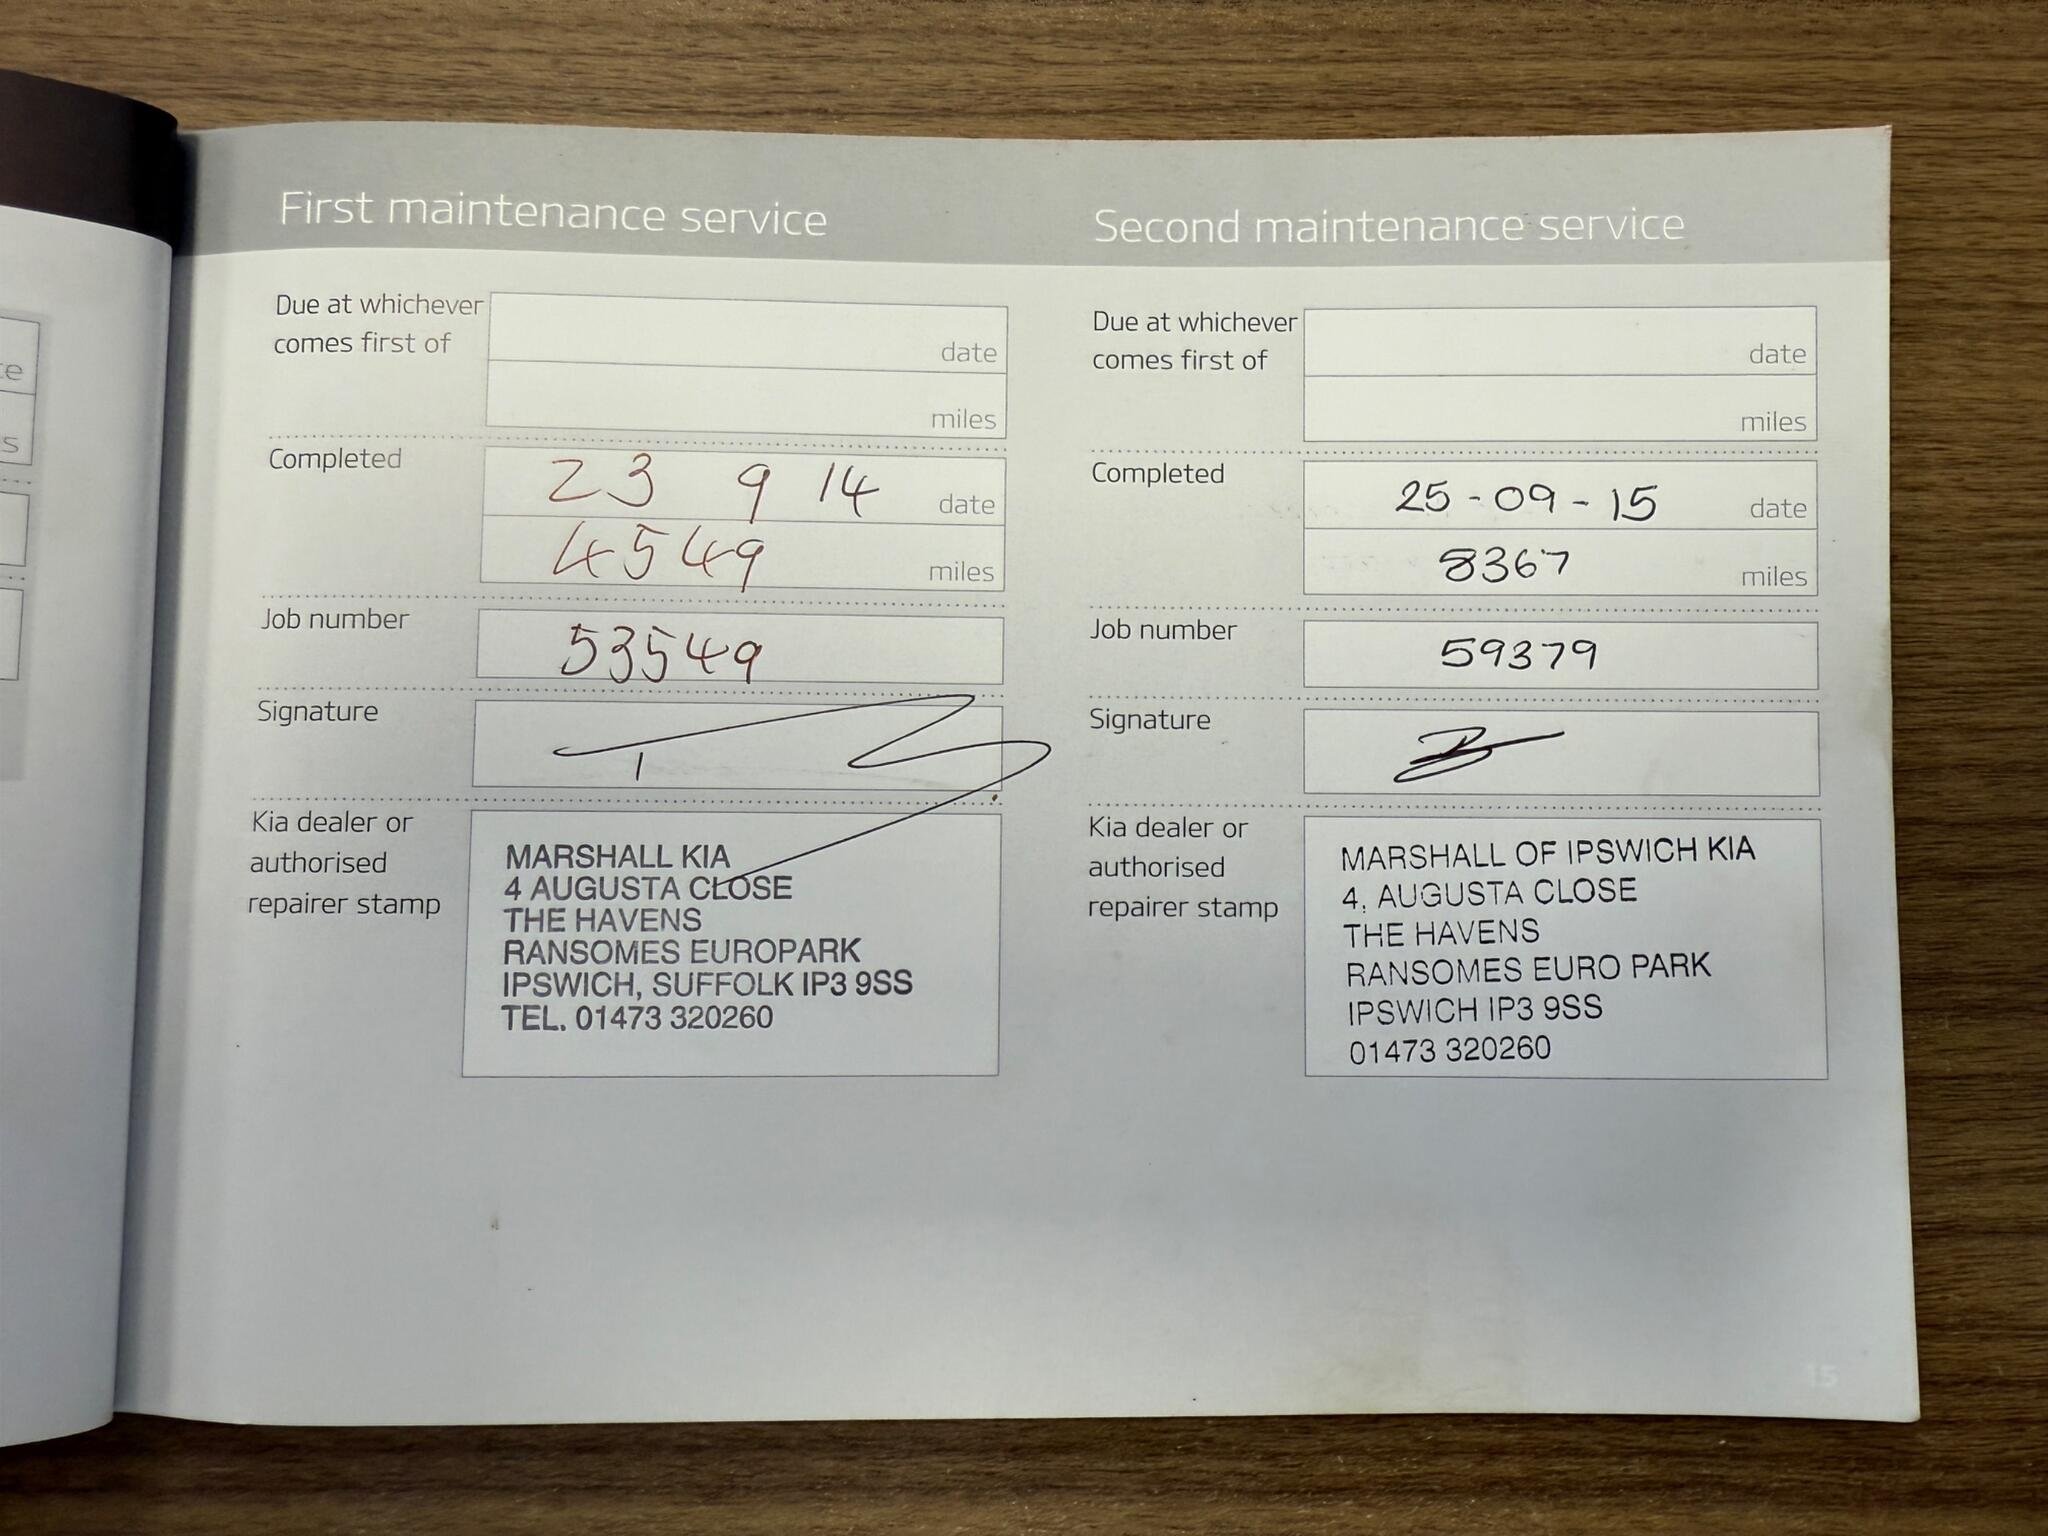 First maintenance service
Due at whichever
comes first of
date
miles
Completed
23 9 14 date
4549 miles
Job number
53549
Signature
Kia dealer or
authorised
repairer stamp
MARSHALL KIA
4 AUGUSTA CLOSE
THE HAVENS
RANSOMES EUROPARK
IPSWICH, SUFFOLK IP3 9SS
TEL. 01473 320260
Second maintenance service
Due at whichever
comes first of
date
miles
Completed
25-09-15 date
8367 miles
Job number
59379
Signature
Kia dealer or
authorised
repairer stamp
MARSHALL OF IPSWICH KIA
4, AUGUSTA CLOSE
THE HAVENS
RANSOMES EURO PARK
IPSWICH IP3 9SS
01473 320260
15